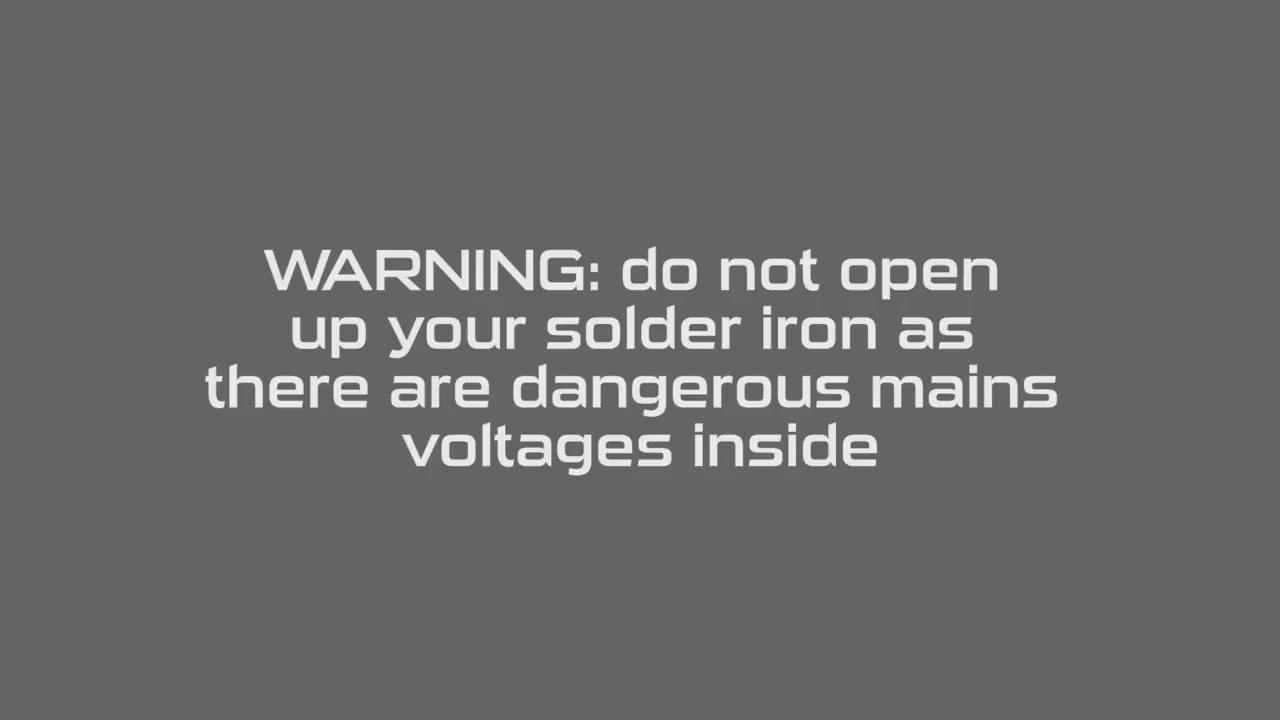 WARNING: do not open
up your solder iron as
there are dangerous mains
voltages inside